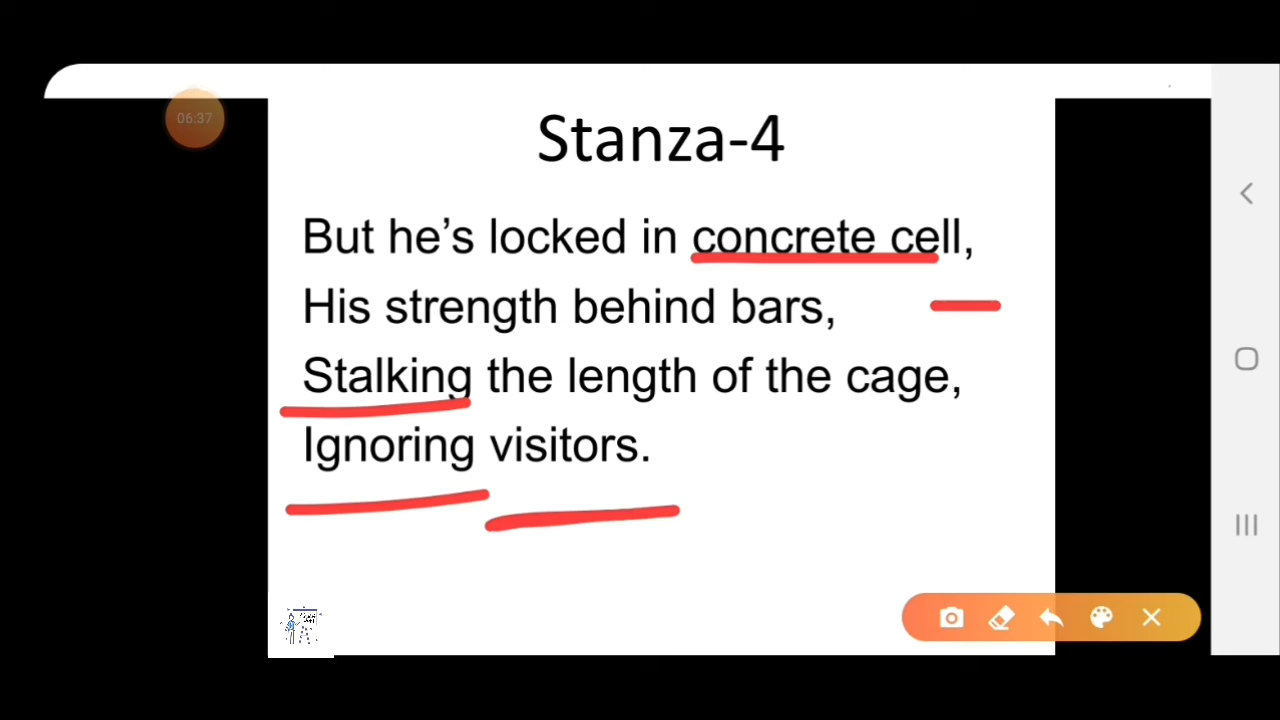 06:37
Stanza-4
But he’s locked in concrete cell,
His strength behind bars,
Stalking the length of the cage,
Ignoring visitors.